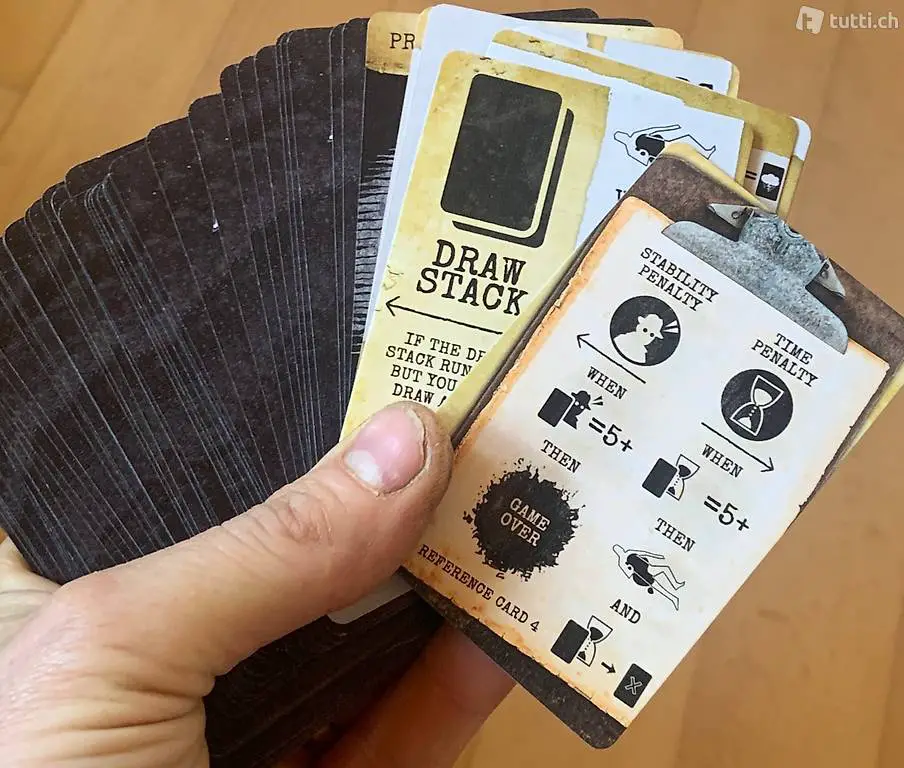 tutti.ch
PR
DRAW
STACK
IF THE
STACK RUN
BUT YOU
DRAW
STABILITY
PENALTY
WHEN
=5+
THEN
GAME
OVER
REFERENCE CARD 4
TIME
PENALTY
WHEN
=5+
THEN
AND
X